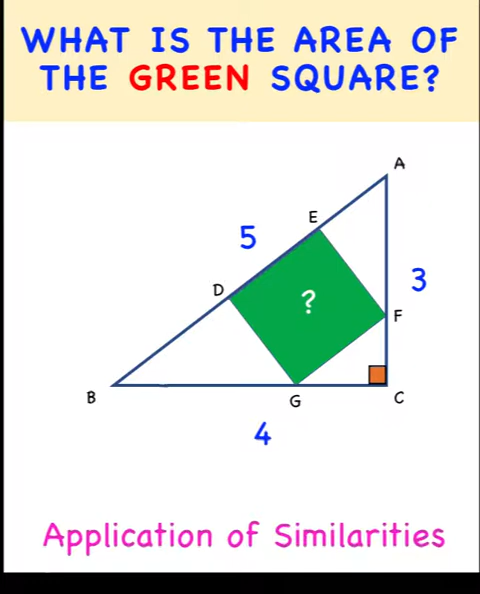 WHAT IS THE AREA OF
THE GREEN SQUARE?
A
E
5
D
?
3
F
B
G
C
4
Application of Similarities